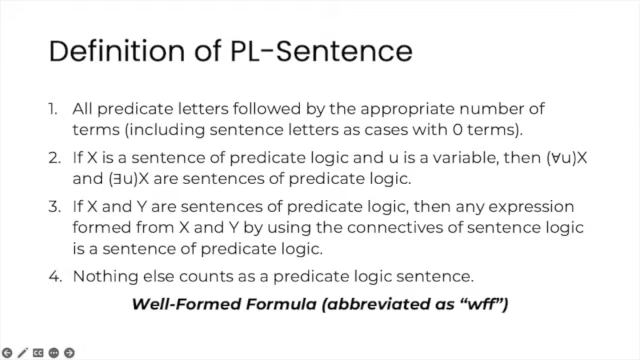 Definition of PL-Sentence
1. All predicate letters followed by the appropriate number of
terms (including sentence letters as cases with 0 terms).
2. If X is a sentence of predicate logic and u is a variable, then (∀u)X
and (∃u)X are sentences of predicate logic.
3. If X and Y are sentences of predicate logic, then any expression
formed from X and Y by using the connectives of sentence logic
is a sentence of predicate logic.
4. Nothing else counts as a predicate logic sentence.
Well-Formed Formula (abbreviated as “wff”)
CC